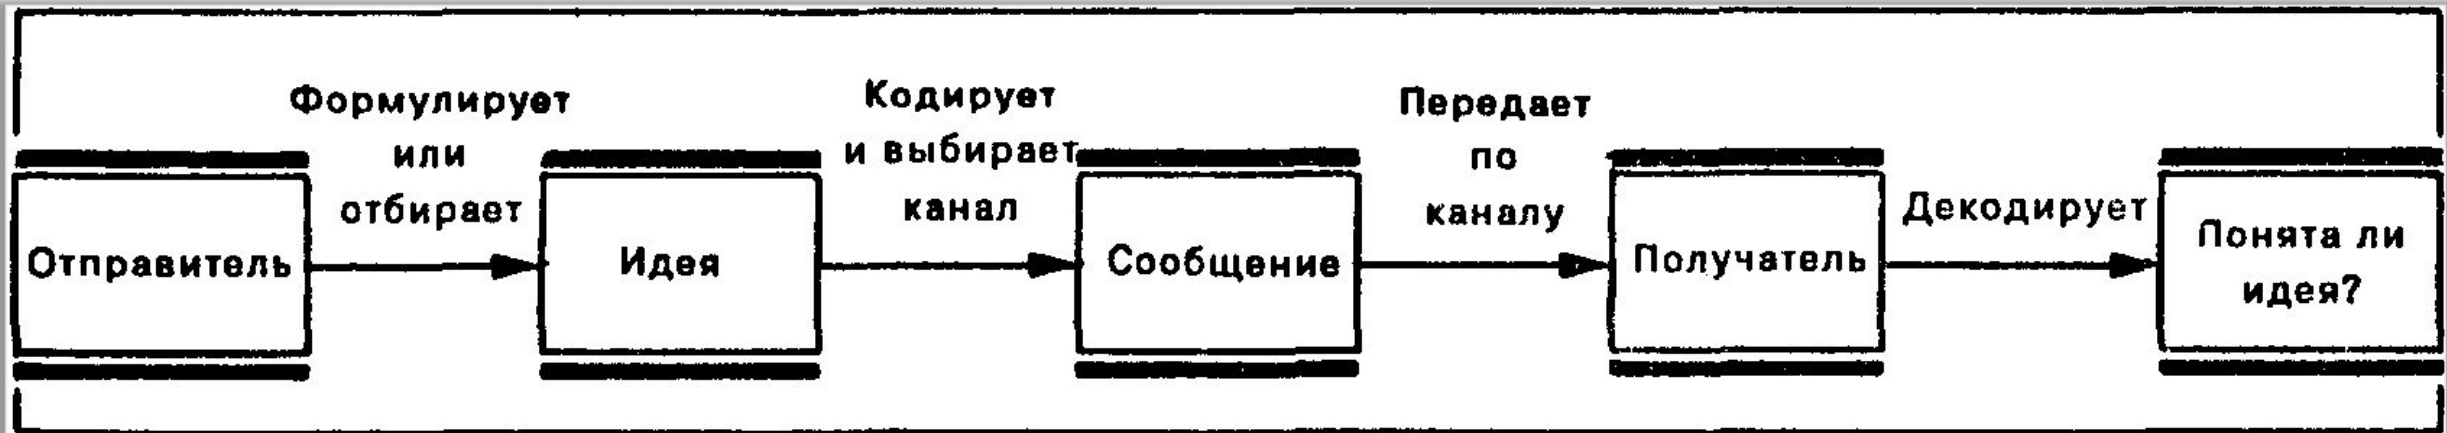 Отправитель
Формулирует
или
отбирает
Идея
Кодирует
и выбирает
канал
Сообщение
Передает
по
каналу
Получатель
Декодирует
Понята ли
идея?